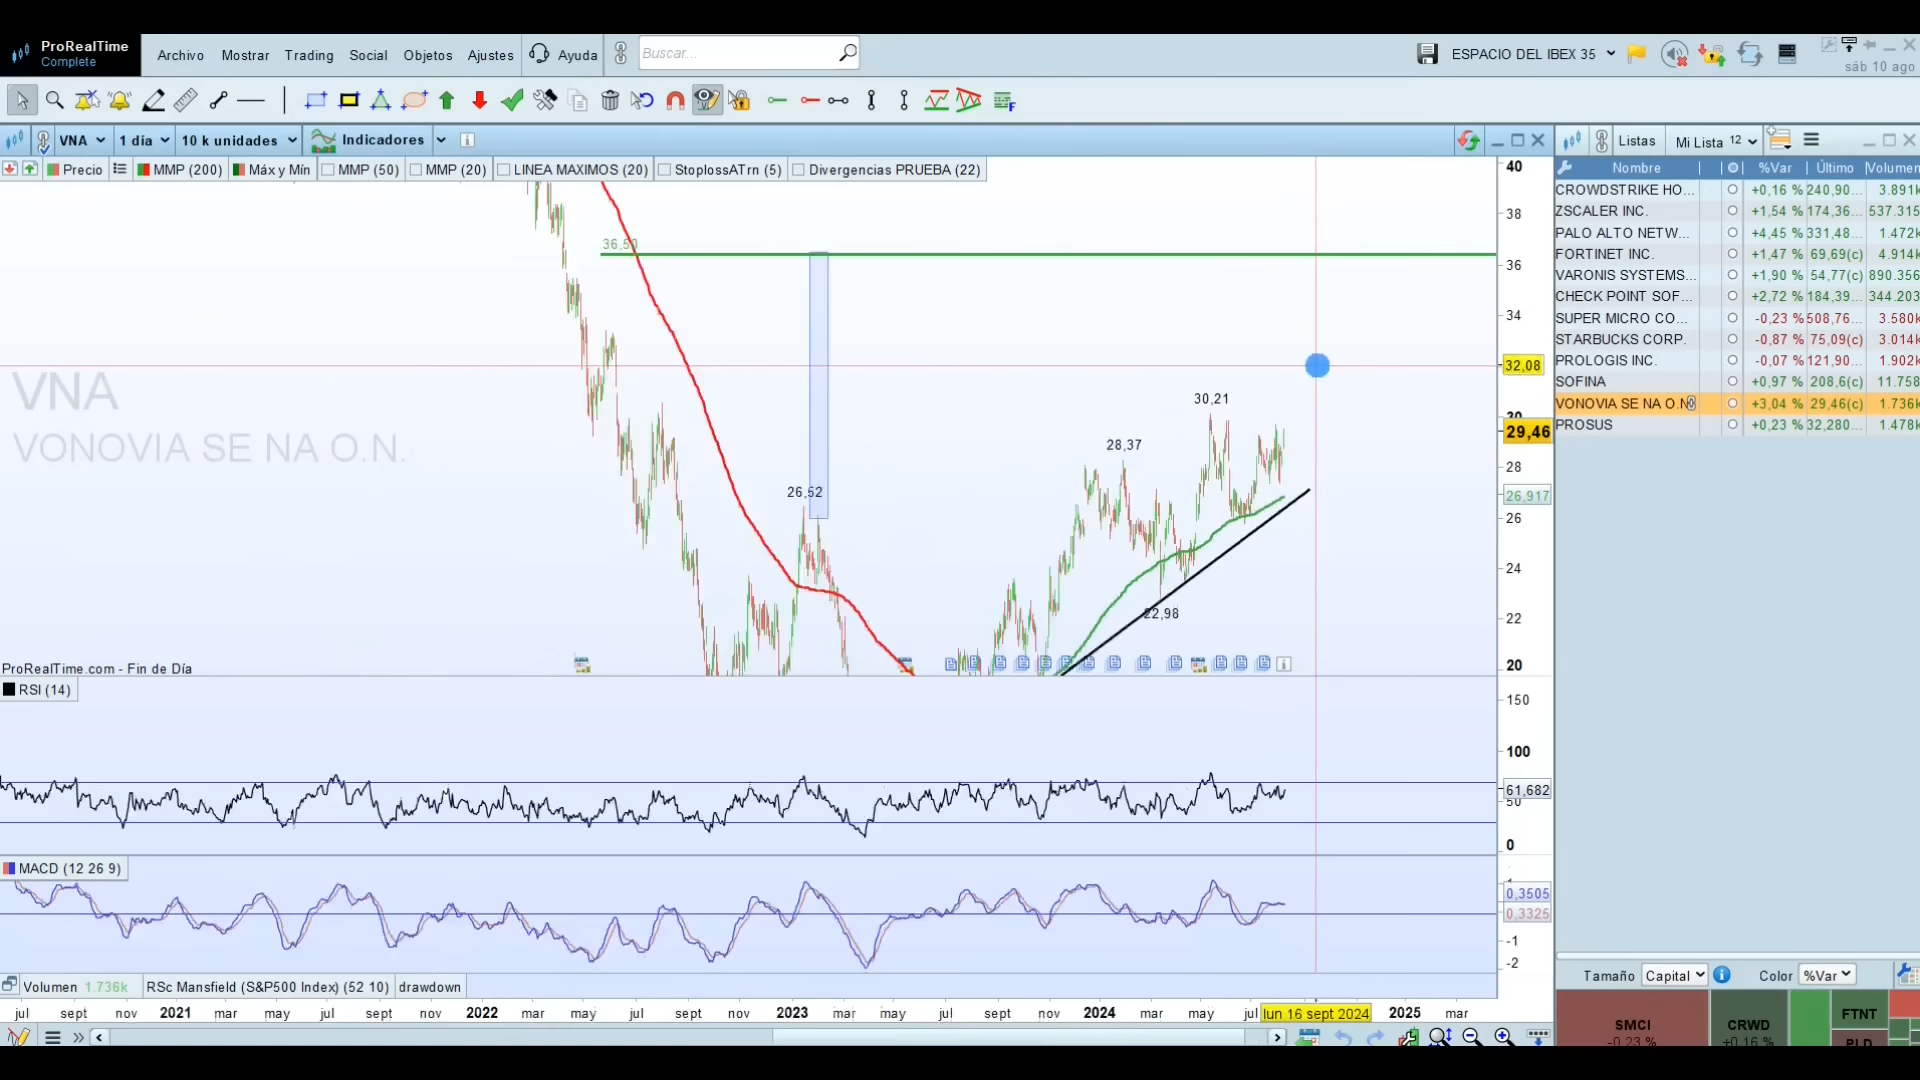 ProRealTime
Complete
Archivo Mostrar Trading Social Objetos Ajustes Ayuda Buscar... ESPACIO DEL IBEX 35
sáb 10 ago
VNA 1 día 10 k unidades Indicadores Listas Mi Lista 12
Precio MMP (200) Máx y Mín MMP (50) MMP (20) LINEA MAXIMOS (20) StoplossATrn (5) Divergencias PRUEBA (22)
Nombre %Var Último Volumen
CROWDSTRIKE HO... +0,16 % 240,90... 3.891k
ZSCALER INC. +1,54 % 174,36... 537.315
PALO ALTO NETW... +4,45 % 331,48... 1.472k
FORTINET INC. +1,47 % 69,69(c) 4.914k
VARONIS SYSTEMS... +1,90 % 54,77(c) 890.356
CHECK POINT SOF... +2,72 % 184,39... 344.203
SUPER MICRO CO... -0,23 % 508,76... 3.580k
STARBUCKS CORP. -0,87 % 75,09(c) 3.014k
PROLOGIS INC. -0,07 % 121,90... 1.902k
SOFINA +0,97 % 208,6(c) 11.758
VONOVIA SE NA O.N +3,04 % 29,46(c) 1.736k
PROSUS +0,23 % 32,280... 1.478k
40
38
36,50
36
34
32,08
VNA
VONOVIA SE NA O.N.
30,21
30
29,46
28,37
28
26,52
26,917
26
24
22,98
22
20
ProRealTime.com - Fin de Día
RSI (14)
150
100
61,682
50
0
MACD (12 26 9)
0,3505
0,3325
-1
-2
Volumen 1.736k RSc Mansfield (S&P500 Index) (52 10) drawdown
jul sept nov 2021 mar may jul sept nov 2022 mar may jul sept nov 2023 mar may jul sept nov 2024 mar may jul lun 16 sept 2024 2025 mar
Tamaño Capital Color %Var
SMCI
-0,23 %
CRWD
+0,16 %
FTNT
PLD